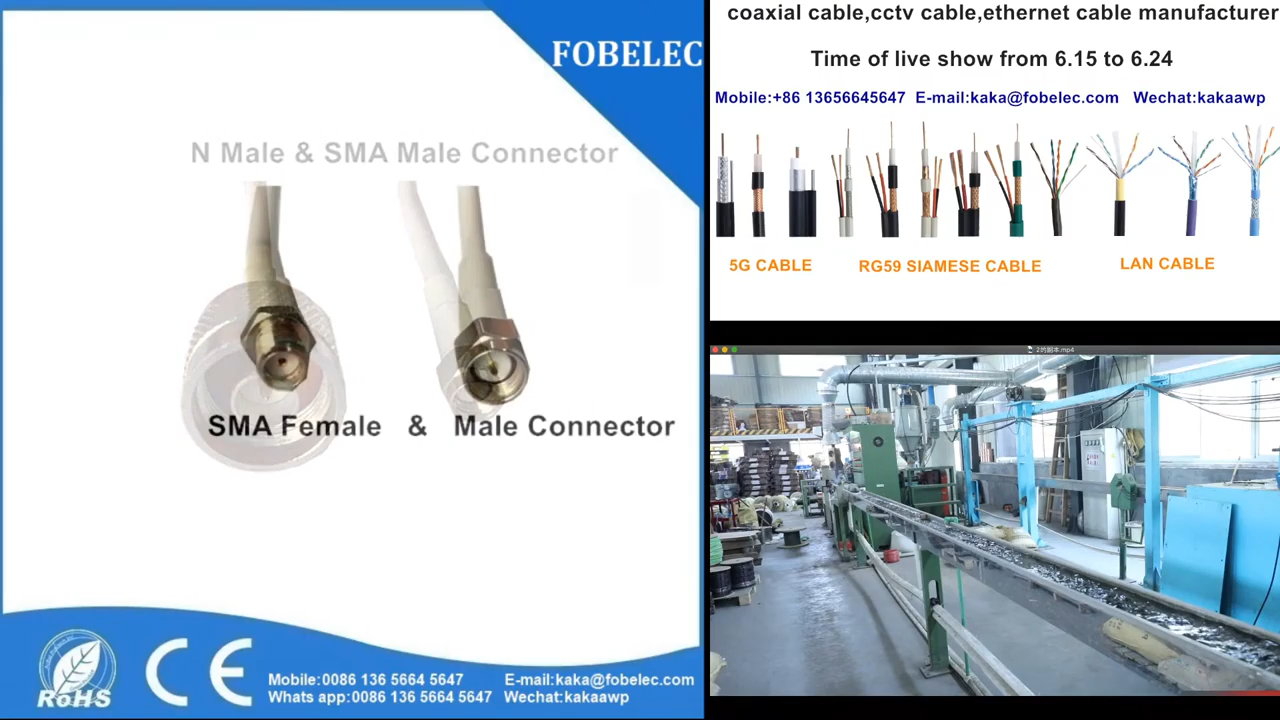 FOBELEC
N Male & SMA Male Connector
SMA Female & Male Connector
RoHS
CE
Mobile:0086 136 5664 5647 E-mail:kaka@fobelec.com
Whats app:0086 136 5664 5647 Wechat:kakaawp
coaxial cable,cctv cable,ethernet cable manufacturer
Time of live show from 6.15 to 6.24
Mobile:+86 13656645647 E-mail:kaka@fobelec.com Wechat:kakaawp
5G CABLE
RG59 SIAMESE CABLE
LAN CABLE